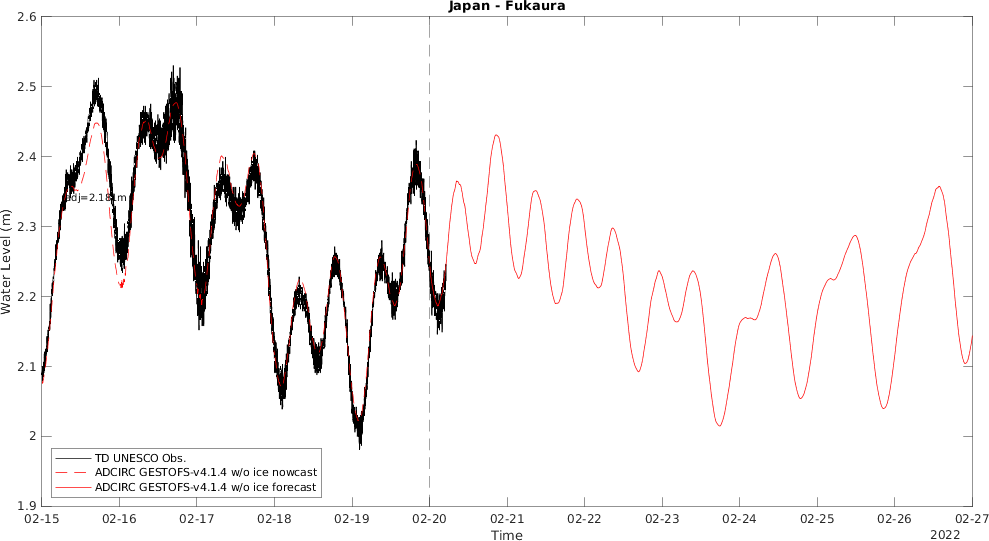 Japan - Fukaura
2.6
2.5
2.4
2.3
2.2
2.1
2
1.9
Water Level (m)
adj=2.181m
TD UNESCO Obs.
ADCIRC GESTOFS-v4.1.4 w/o ice nowcast
ADCIRC GESTOFS-v4.1.4 w/o ice forecast
02-15 02-16 02-17 02-18 02-19 02-20 02-21 02-22 02-23 02-24 02-25 02-26 02-27
Time
2022